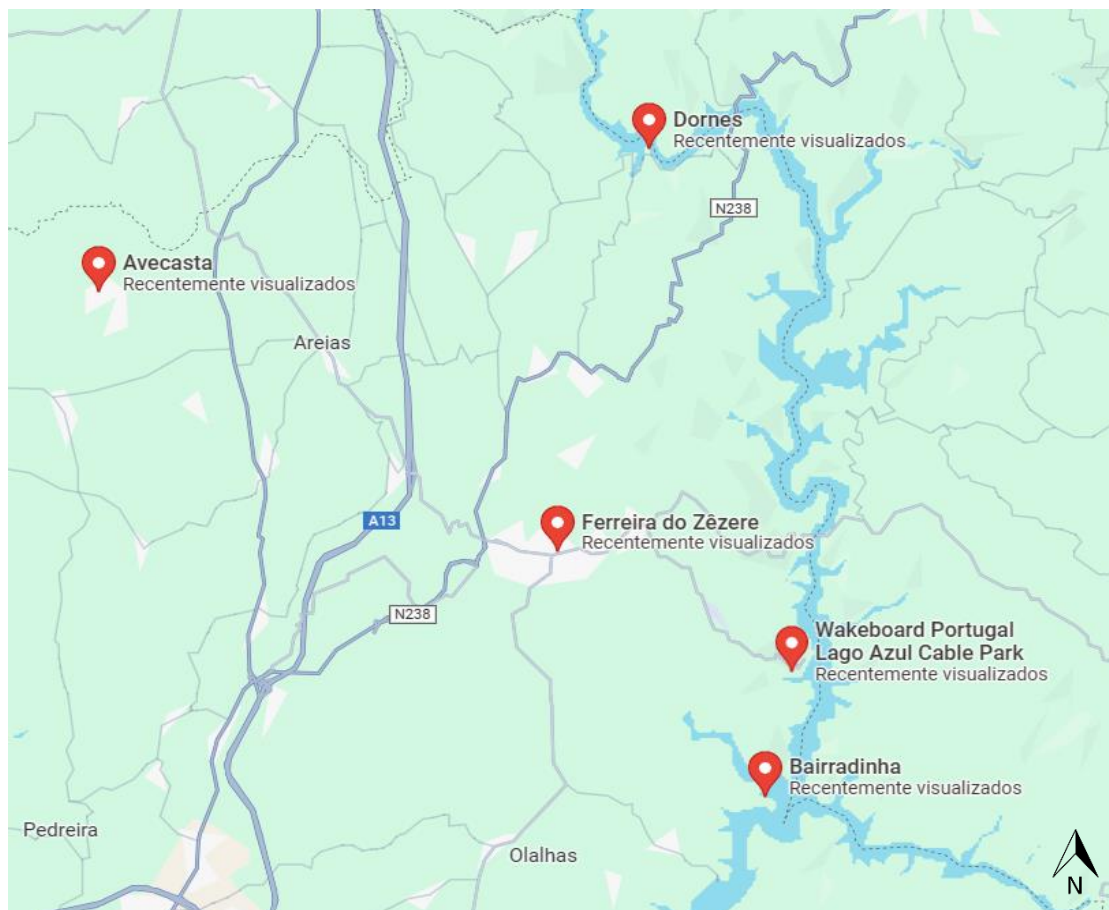 Dornes
Recentemente visualizados
N238
Avecasta
Recentemente visualizados
Areias
A13
Ferreira do Zêzere
Recentemente visualizados
N238
Wakeboard Portugal
Lago Azul Cable Park
Recentemente visualizados
Bairradinha
Recentemente visualizados
Pedreira
Olalhas
N